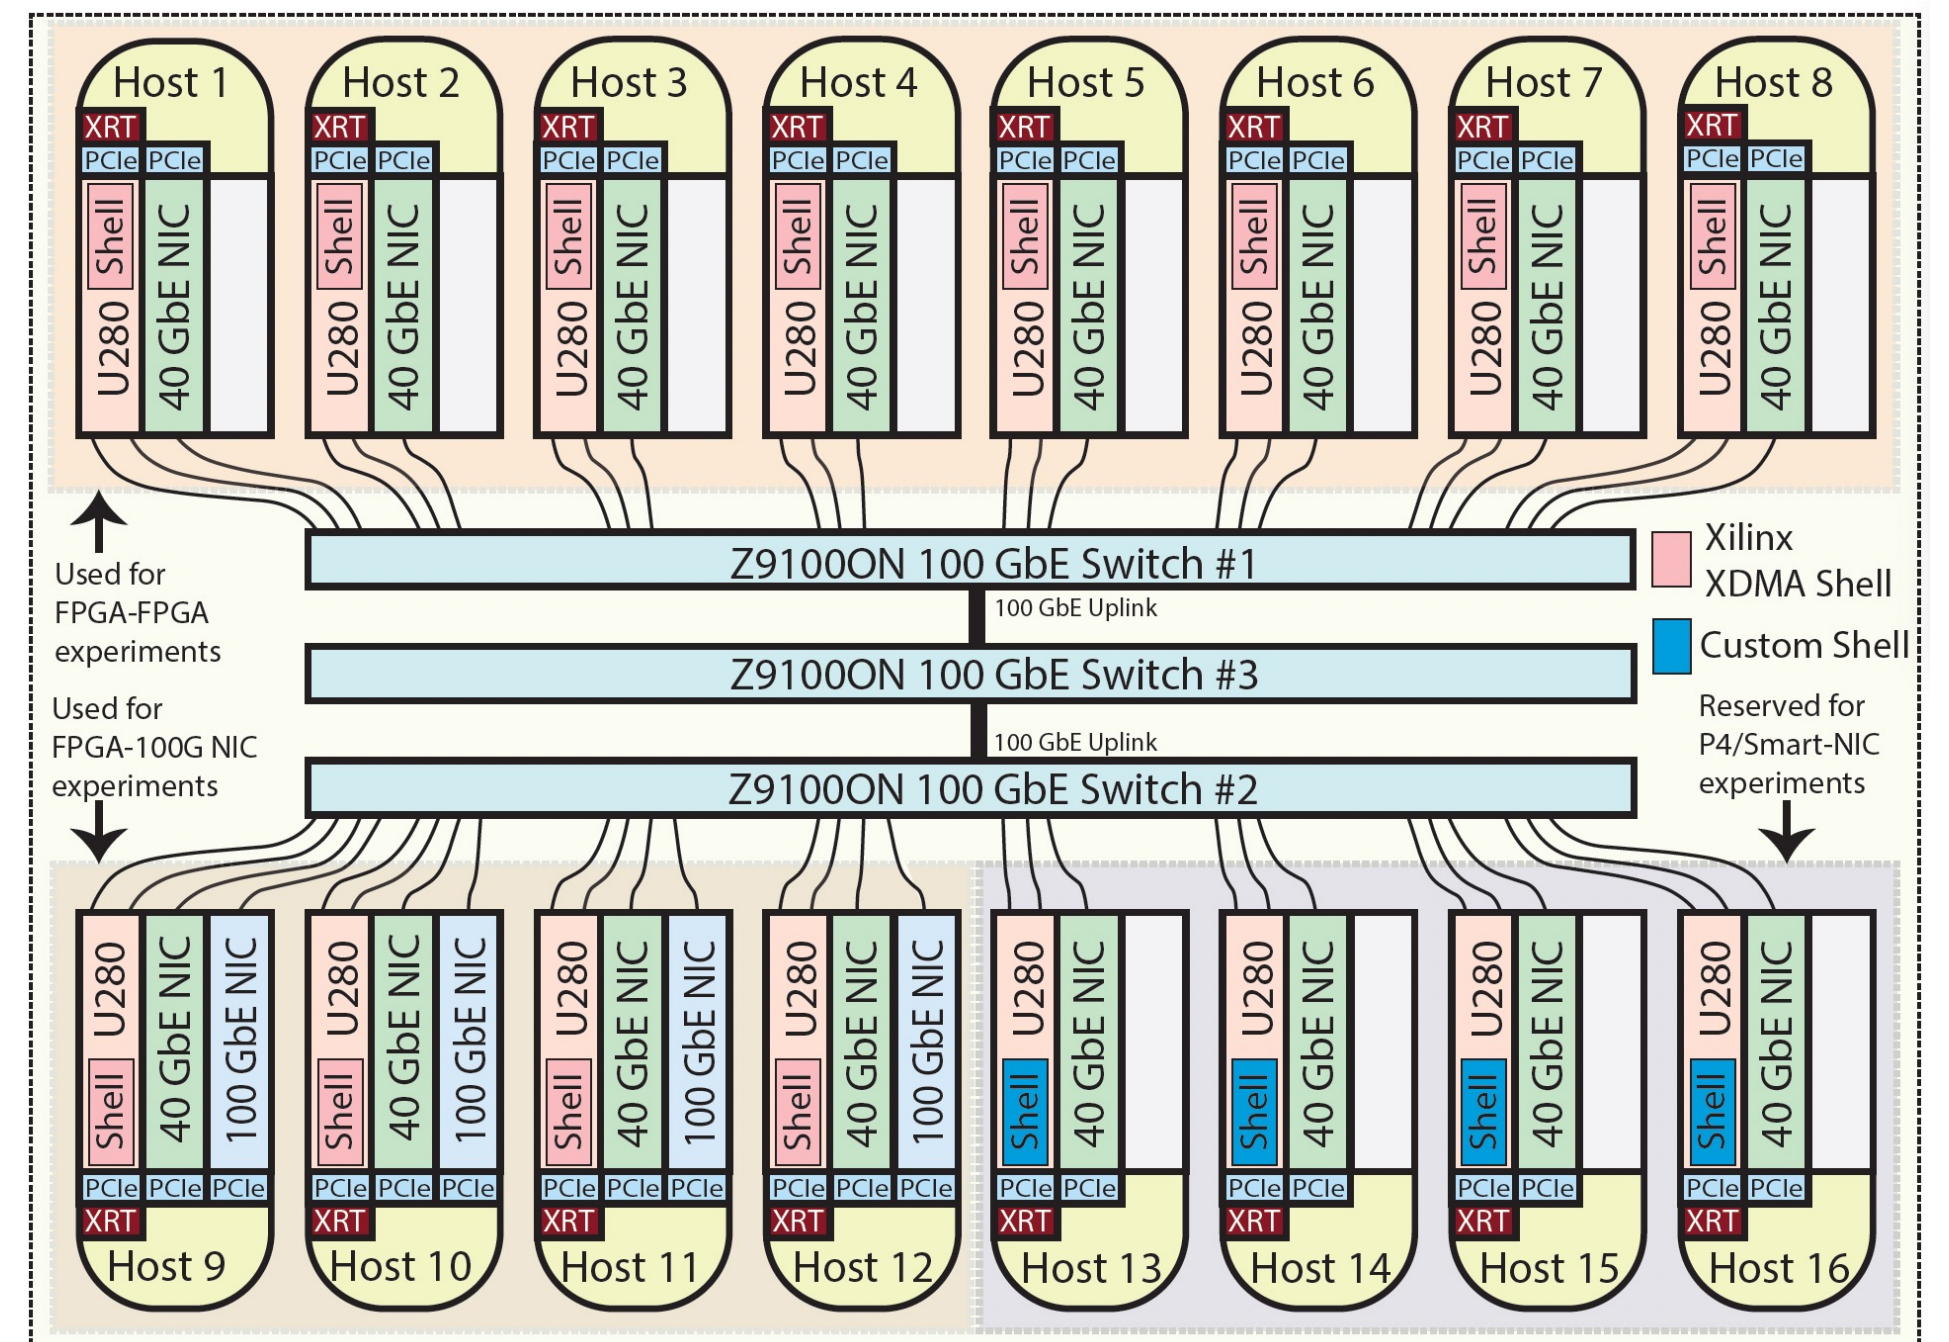 Host 1
XRT
PCIe PCIe
Shell
U280
40 GbE NIC
Host 2
XRT
PCIe PCIe
Shell
U280
40 GbE NIC
Host 3
XRT
PCIe PCIe
Shell
U280
40 GbE NIC
Host 4
XRT
PCIe PCIe
Shell
U280
40 GbE NIC
Host 5
XRT
PCIe PCIe
Shell
U280
40 GbE NIC
Host 6
XRT
PCIe PCIe
Shell
U280
40 GbE NIC
Host 7
XRT
PCIe PCIe
Shell
U280
40 GbE NIC
Host 8
XRT
PCIe PCIe
Shell
U280
40 GbE NIC
Used for
FPGA-FPGA
experiments
Z9100ON 100 GbE Switch #1
100 GbE Uplink
Z9100ON 100 GbE Switch #3
100 GbE Uplink
Z9100ON 100 GbE Switch #2
Xilinx
XDMA Shell
Custom Shell
Used for
FPGA-100G NIC
experiments
Reserved for
P4/Smart-NIC
experiments
U280
Shell
40 GbE NIC
100 GbE NIC
PCIe PCIe PCIe
XRT
Host 9
U280
Shell
40 GbE NIC
100 GbE NIC
PCIe PCIe PCIe
XRT
Host 10
U280
Shell
40 GbE NIC
100 GbE NIC
PCIe PCIe PCIe
XRT
Host 11
U280
Shell
40 GbE NIC
100 GbE NIC
PCIe PCIe PCIe
XRT
Host 12
U280
Shell
40 GbE NIC
PCIe PCIe
XRT
Host 13
U280
Shell
40 GbE NIC
PCIe PCIe
XRT
Host 14
U280
Shell
40 GbE NIC
PCIe PCIe
XRT
Host 15
U280
Shell
40 GbE NIC
PCIe PCIe
XRT
Host 16